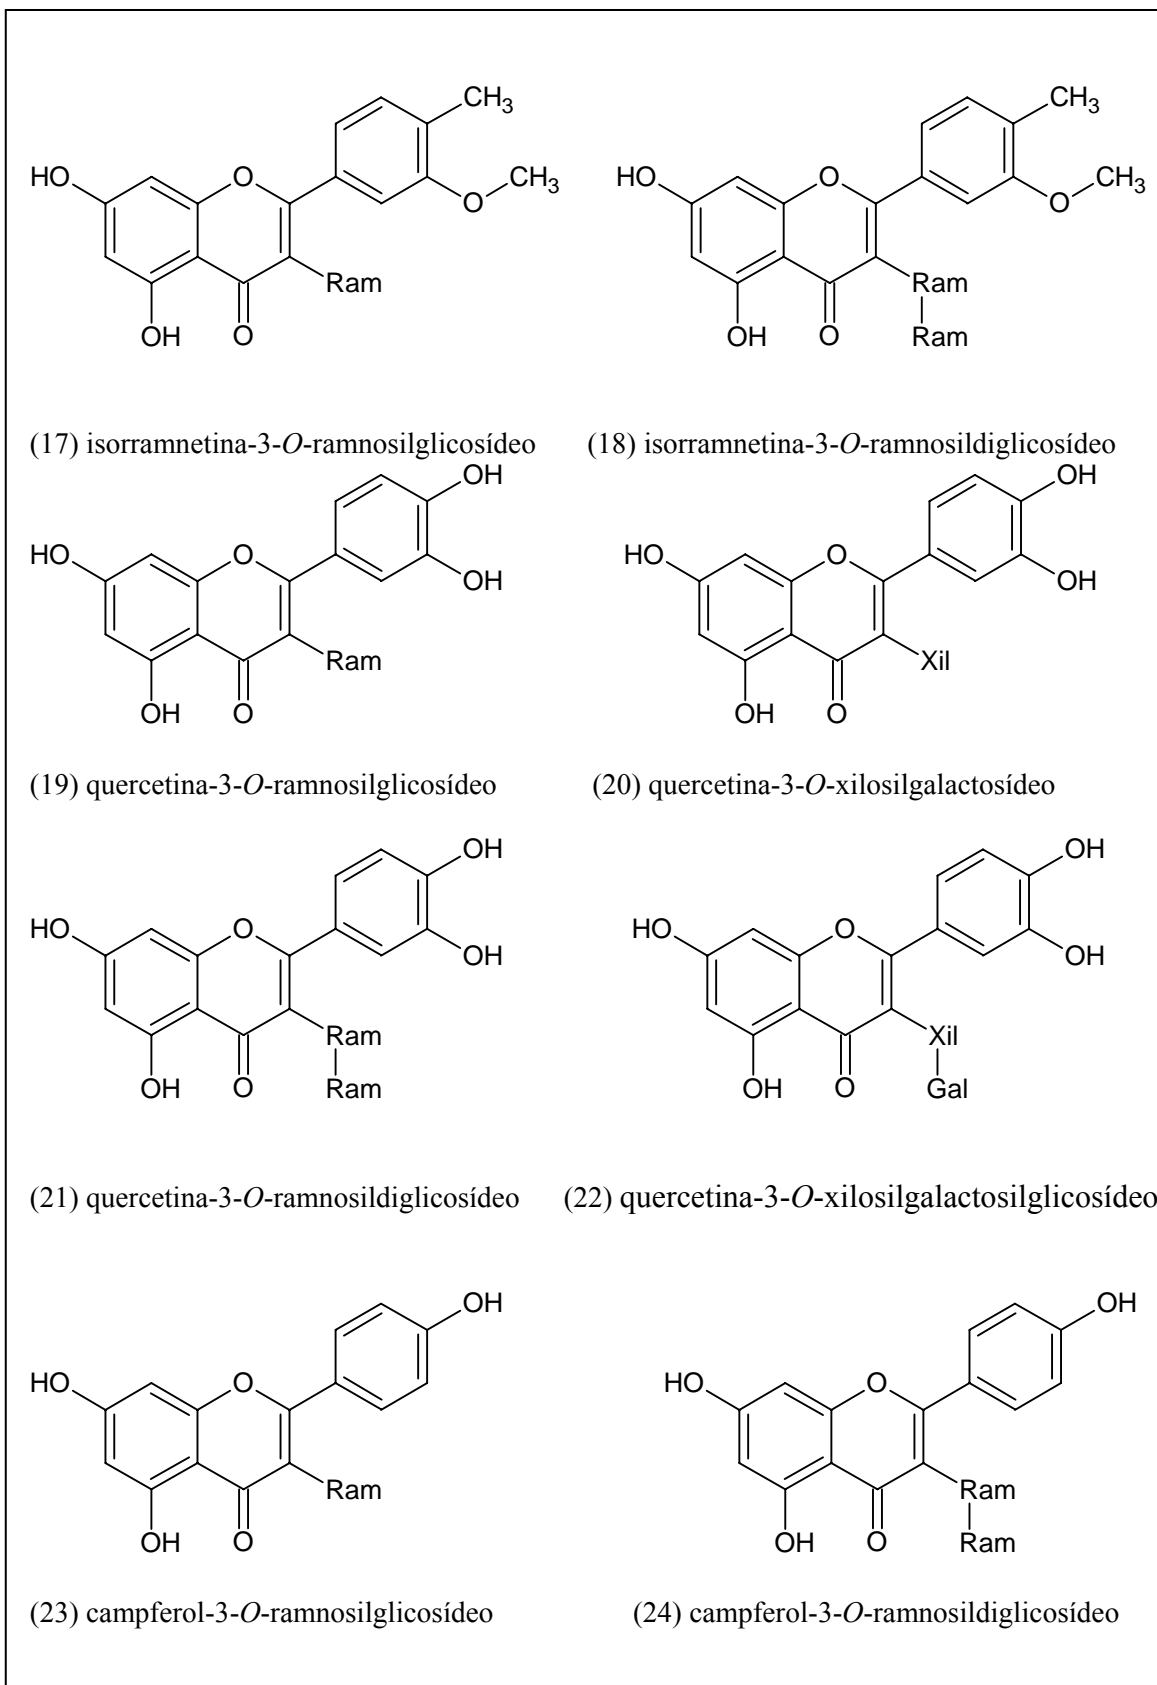 CH3
CH3
HO
O
O
CH3
HO
O
O
CH3
Ram
Ram
OH
O
OH
O
Ram
(17) isorramnetina-3-O-ramnosilglicosídeo
(18) isorramnetina-3-O-ramnosildiglicosídeo
OH
OH
HO
O
OH
HO
O
OH
Ram
Xil
OH
O
OH
O
(19) quercetina-3-O-ramnosilglicosídeo
(20) quercetina-3-O-xilosilgalactosídeo
OH
OH
HO
O
OH
HO
O
OH
Ram
Xil
OH
O
Ram
OH
O
Gal
(21) quercetina-3-O-ramnosildiglicosídeo
(22) quercetina-3-O-xilosilgalactosilglicosídeo
OH
OH
HO
O
HO
O
Ram
Ram
OH
O
OH
O
Ram
(23) campferol-3-O-ramnosilglicosídeo
(24) campferol-3-O-ramnosildiglicosídeo